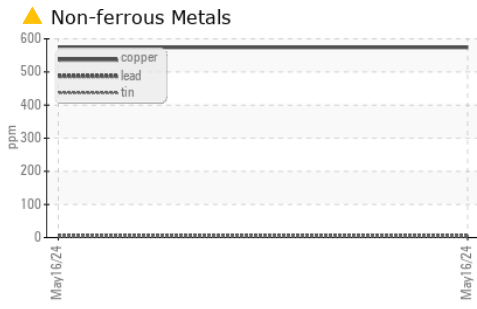 Non-ferrous Metals
600
500
400
300
200
100
0
ppm
copper
lead
tin
May16/24
May16/24